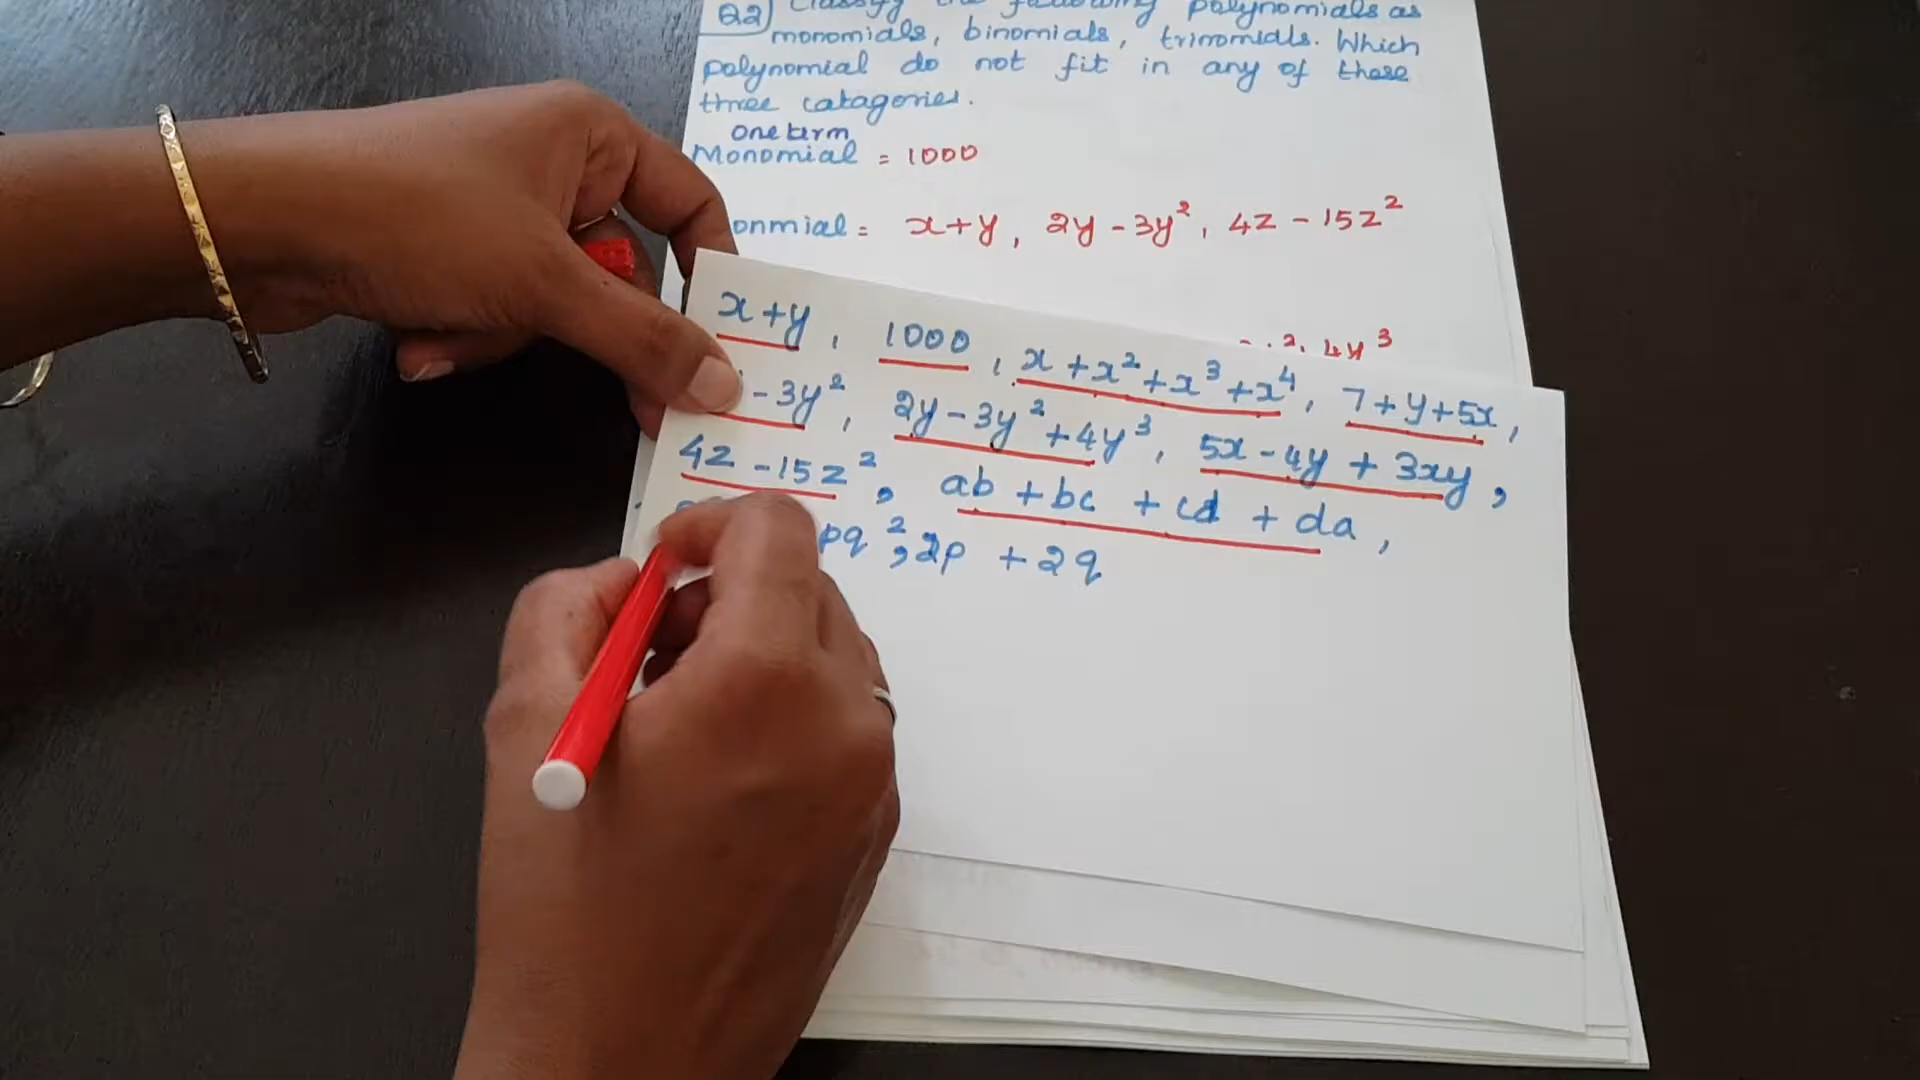 Q2) Classify the following polynomials as
monomials, binomials, trinomials. Which
polynomial do not fit in any of these
three catagories.
One term
Monomial = 1000
onmial = x+y, 2y-3y², 4z-15z²
4y³
x+y, 1000, x+x²+x³+x⁴, 7+y+5x,
-3y², 2y-3y²+4y³, 5x-4y+3xy,
4z-15z², ab+bc+cd+da,
pq², 2p+2q